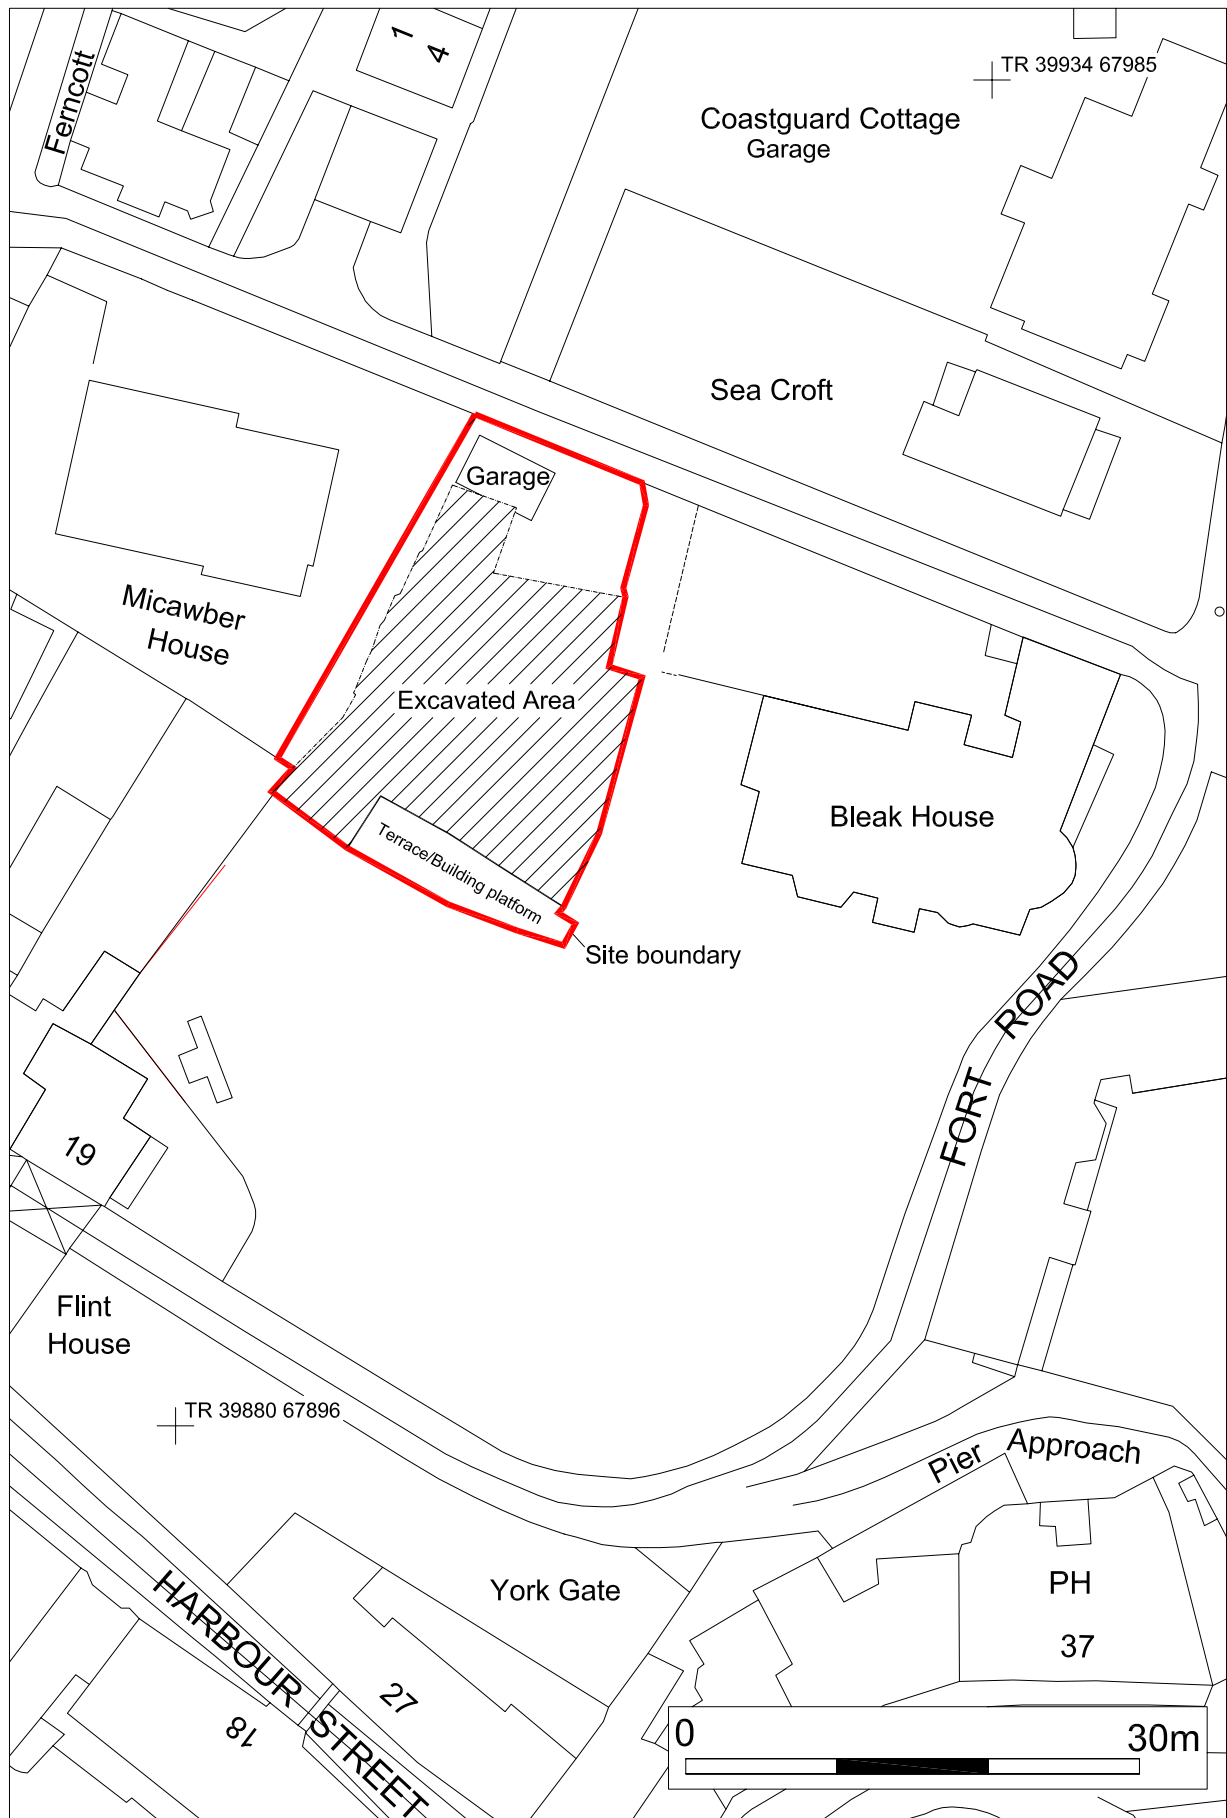 Ferncott
1
4
TR 39934 67985
Coastguard Cottage
Garage
Sea Croft
Garage
Micawber
House
Excavated Area
Terrace/Building platform
Bleak House
Site boundary
FORT ROAD
19
Flint
House
TR 39880 67896
Pier Approach
York Gate
PH
37
HARBOUR STREET
27
18
0 30m